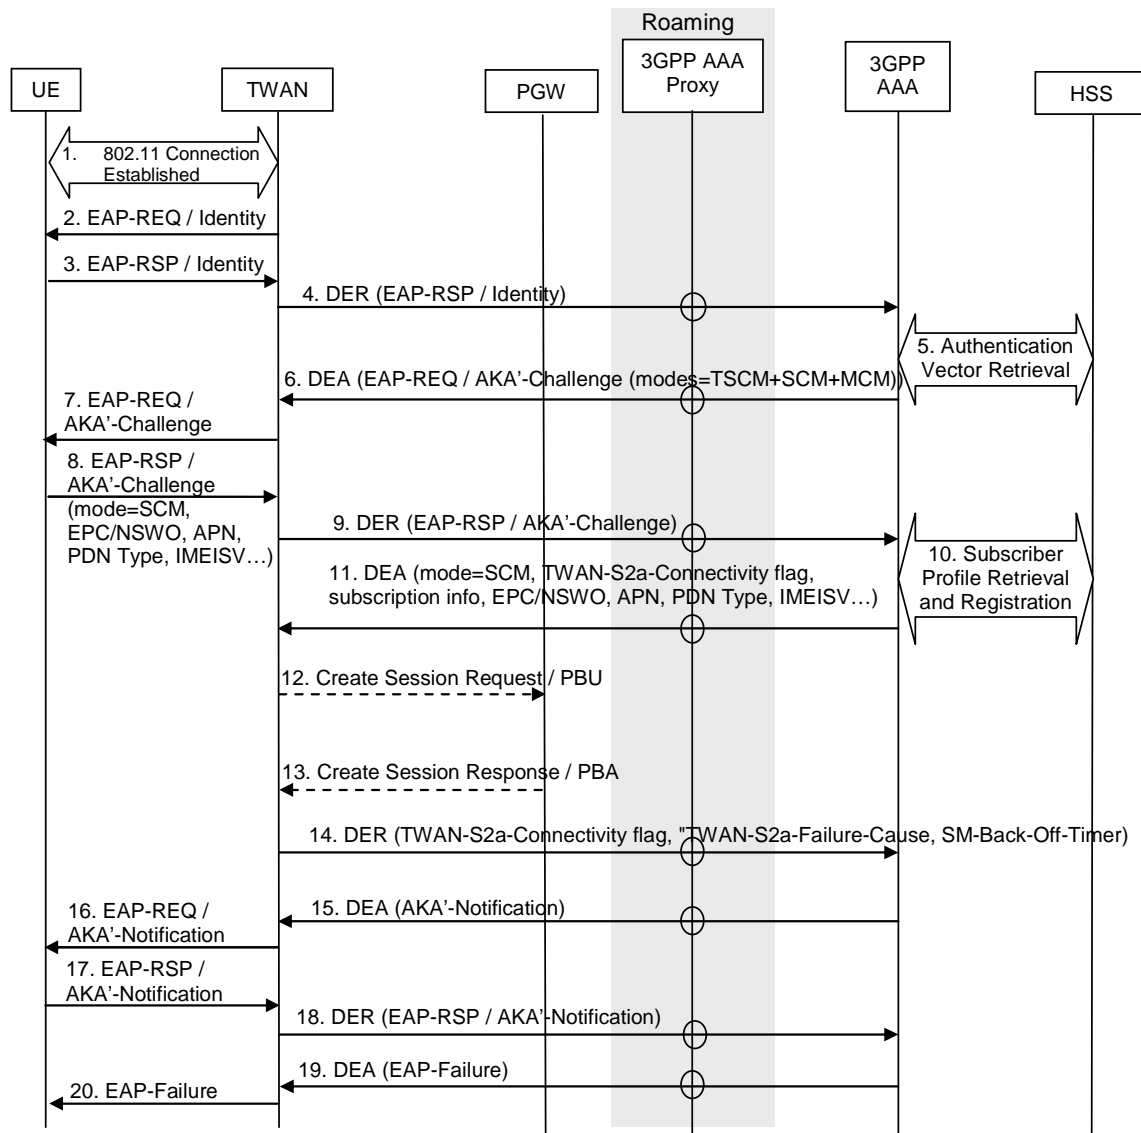 Roaming
UE
TWAN
PGW
3GPP AAA
Proxy
3GPP
AAA
HSS
1. 802.11 Connection
Established
2. EAP-REQ / Identity
3. EAP-RSP / Identity
4. DER (EAP-RSP / Identity)
5. Authentication
Vector Retrieval
6. DEA (EAP-REQ / AKA’-Challenge (modes=TSCM+SCM+MCM))
7. EAP-REQ /
AKA’-Challenge
8. EAP-RSP /
AKA’-Challenge
(mode=SCM,
EPC/NSWO, APN,
PDN Type, IMEISV…)
9. DER (EAP-RSP / AKA’-Challenge)
10. Subscriber
Profile Retrieval
and Registration
11. DEA (mode=SCM, TWAN-S2a-Connectivity flag,
subscription info, EPC/NSWO, APN, PDN Type, IMEISV…)
12. Create Session Request / PBU
13. Create Session Response / PBA
14. DER (TWAN-S2a-Connectivity flag, "TWAN-S2a-Failure-Cause, SM-Back-Off-Timer)
15. DEA (AKA’-Notification)
16. EAP-REQ /
AKA’-Notification
17. EAP-RSP /
AKA’-Notification
18. DER (EAP-RSP / AKA’-Notification)
19. DEA (EAP-Failure)
20. EAP-Failure